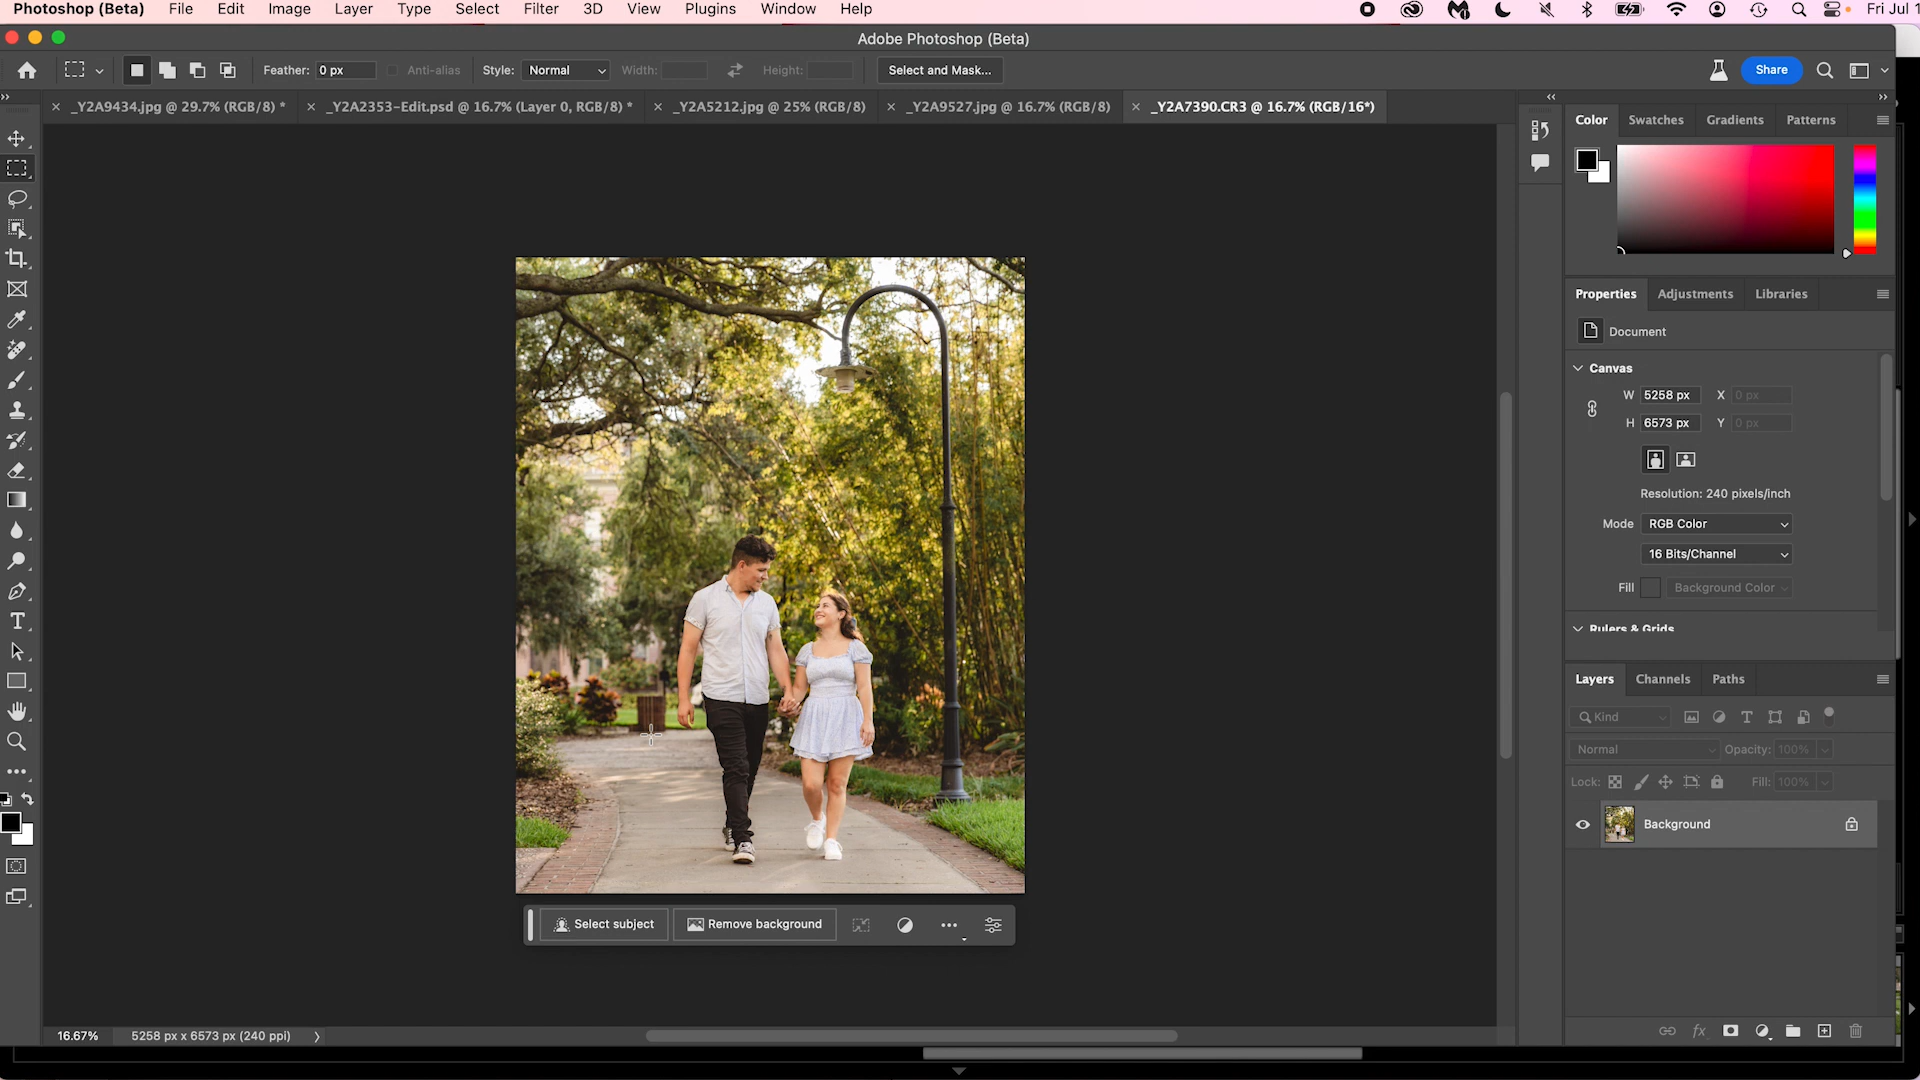 Photoshop (Beta) File Edit Image Layer Type Select Filter 3D View Plugins Window Help Fri Jul 1
Adobe Photoshop (Beta)
Feather: 0 px Anti-alias Style: Normal Width: Height: Select and Mask... Share
_Y2A9434.jpg @ 29.7% (RGB/8) * _Y2A2353-Edit.psd @ 16.7% (Layer 0, RGB/8) * _Y2A5212.jpg @ 25% (RGB/8) _Y2A9527.jpg @ 16.7% (RGB/8) _Y2A7390.CR3 @ 16.7% (RGB/16*)
Color Swatches Gradients Patterns
Properties Adjustments Libraries
Document
Canvas
W 5258 px X 0 px
H 6573 px Y 0 px
Resolution: 240 pixels/inch
Mode RGB Color
16 Bits/Channel
Fill Background Color
Rulers & Grids
Layers Channels Paths
Kind
Normal Opacity: 100%
Lock: Fill: 100%
Background
Select subject Remove background
16.67% 5258 px x 6573 px (240 ppi)